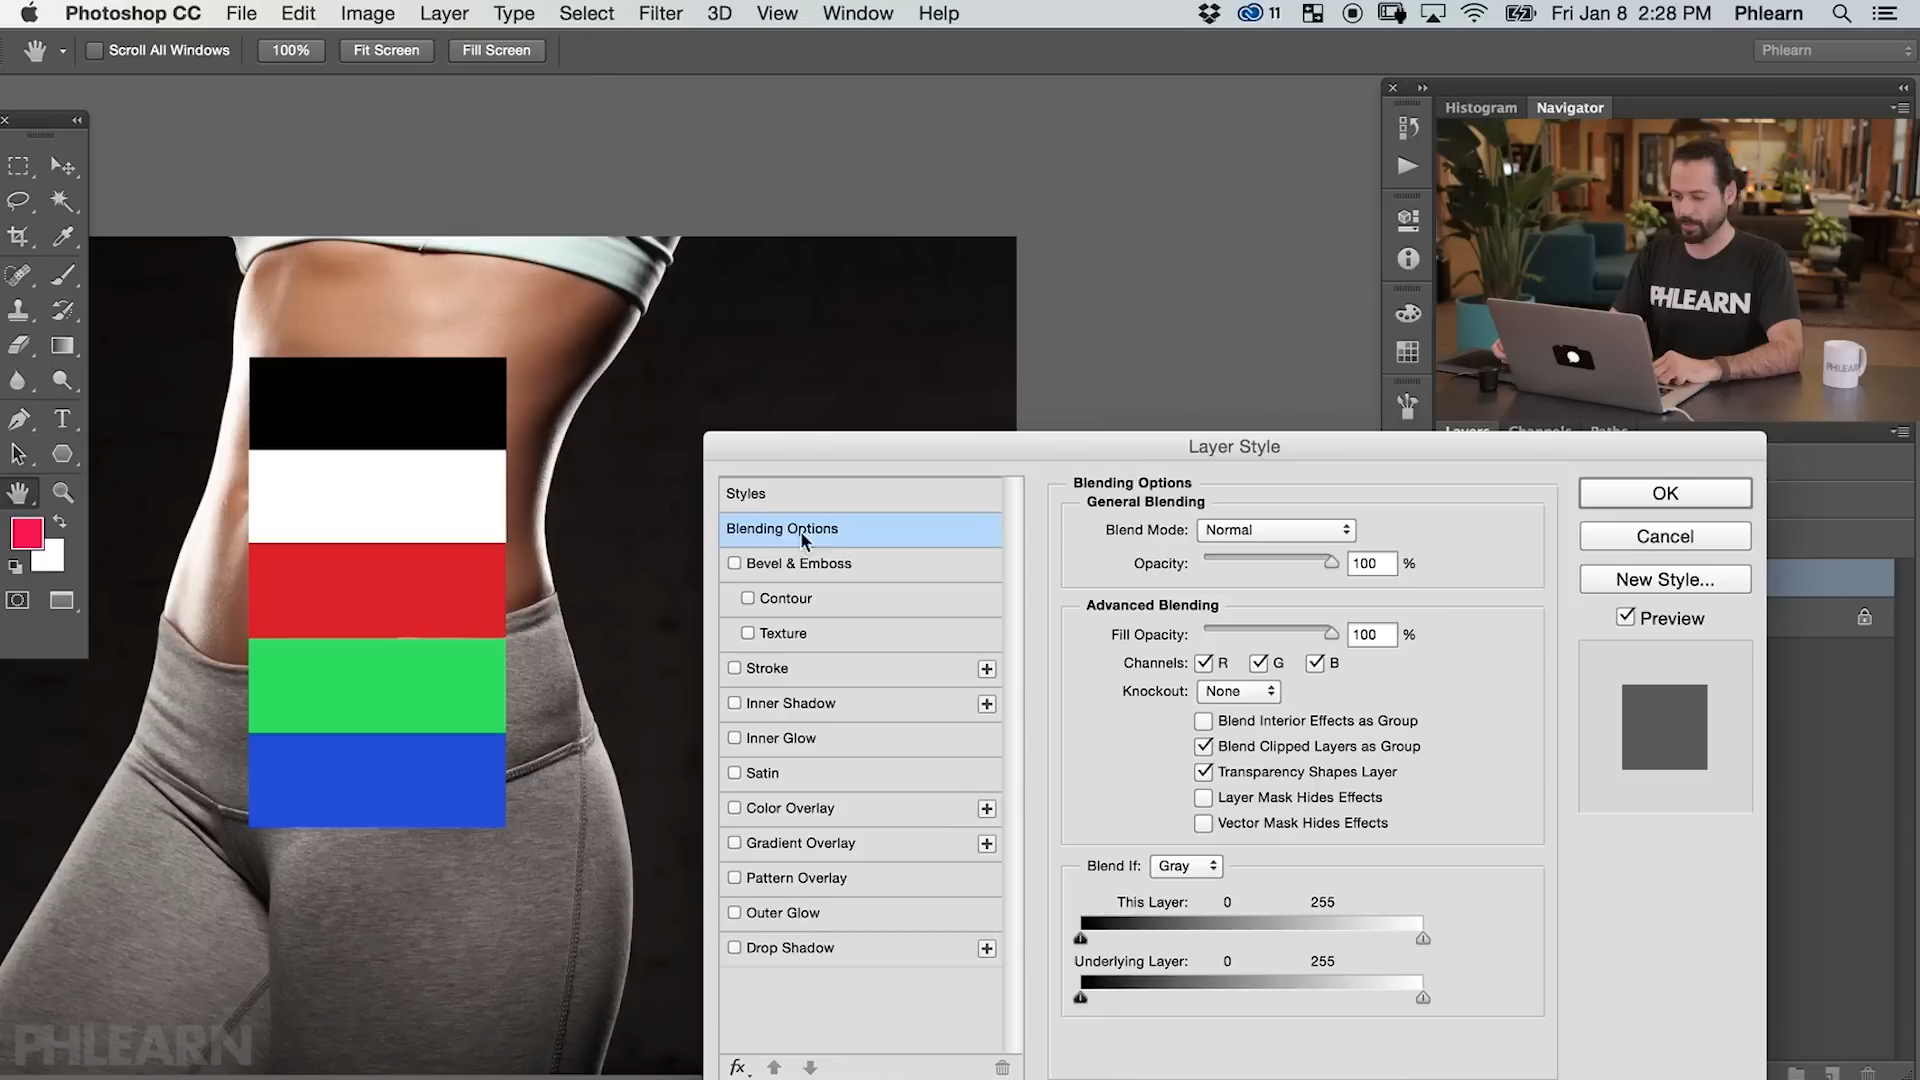 Photoshop CC File Edit Image Layer Type Select Filter 3D View Window Help 11 Fri Jan 8 2:28 PM Phlearn
Scroll All Windows 100% Fit Screen Fill Screen Phlearn
Histogram Navigator
PHLEARN
PHLEARN
Layers Channels Paths
Layer Style
Styles
Blending Options
Bevel & Emboss
Contour
Texture
Stroke
Inner Shadow
Inner Glow
Satin
Color Overlay
Gradient Overlay
Pattern Overlay
Outer Glow
Drop Shadow
fx
Blending Options
General Blending
Blend Mode: Normal
Opacity: 100 %
Advanced Blending
Fill Opacity: 100 %
Channels: R G B
Knockout: None
Blend Interior Effects as Group
Blend Clipped Layers as Group
Transparency Shapes Layer
Layer Mask Hides Effects
Vector Mask Hides Effects
Blend If: Gray
This Layer: 0 255
Underlying Layer: 0 255
OK
Cancel
New Style...
Preview
PHLEARN